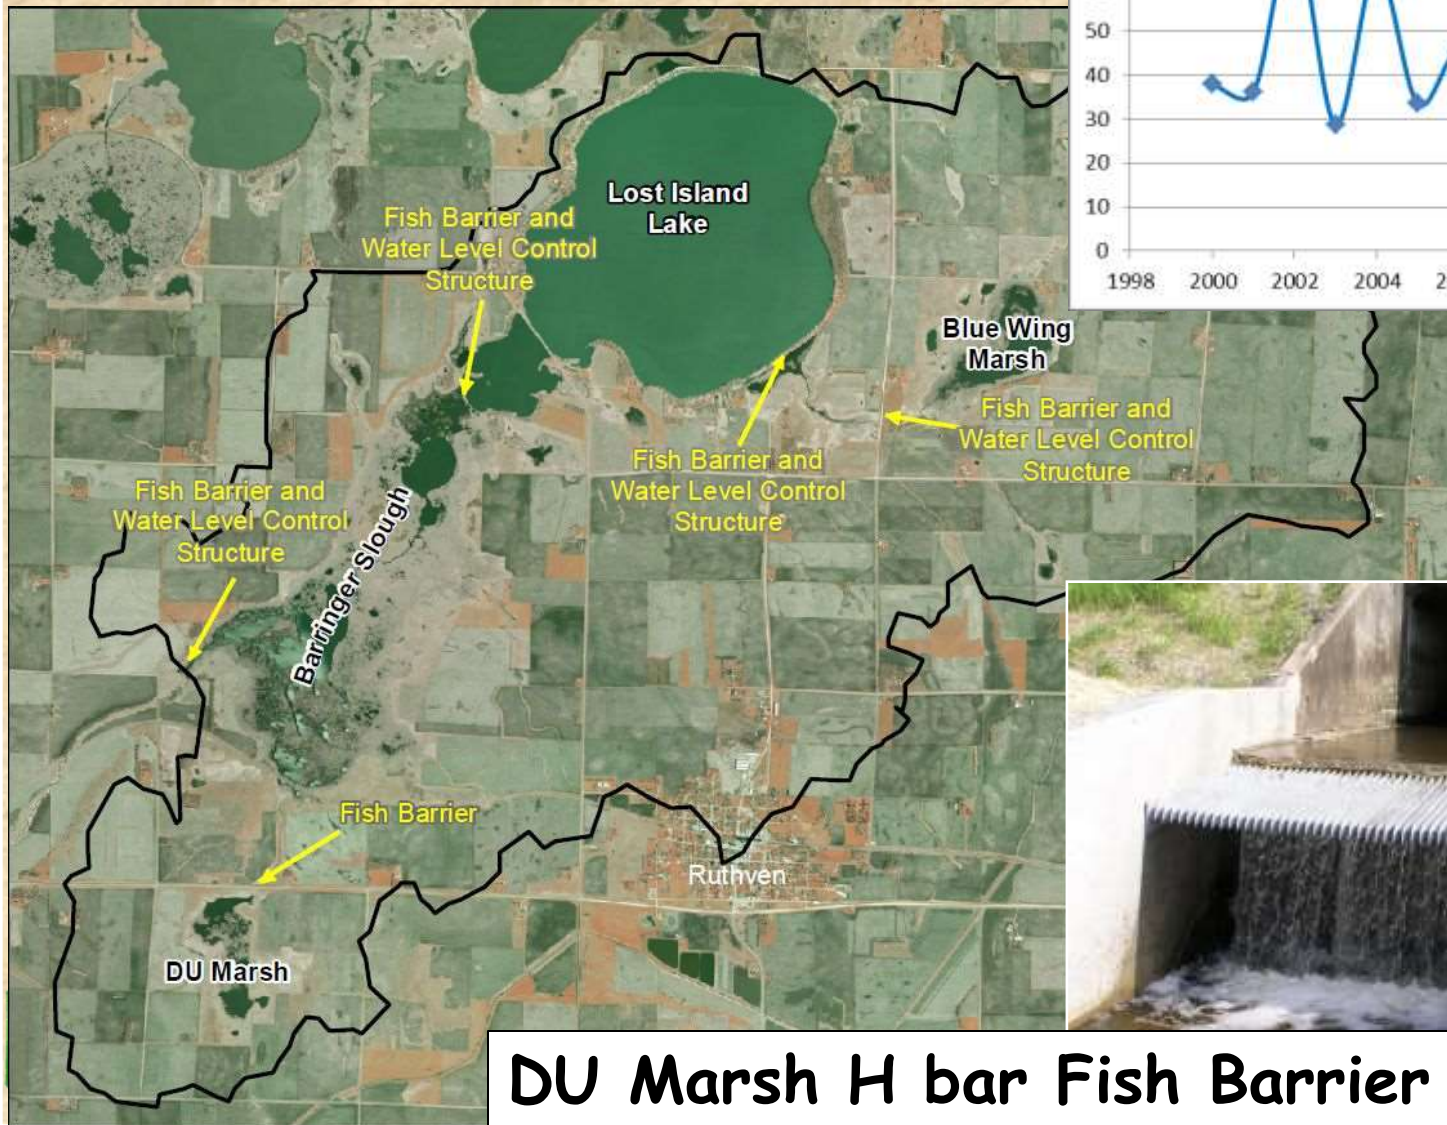 50
40
30
20
10
0
1998 2000 2002 2004 2
Lost Island
Lake
Fish Barrier and
Water Level Control
Structure
Blue Wing
Marsh
Fish Barrier and
Water Level Control
Structure
Fish Barrier and
Water Level Control
Structure
Fish Barrier and
Water Level Control
Structure
Barringer Slough
Fish Barrier
Ruthven
DU Marsh
DU Marsh H bar Fish Barrier